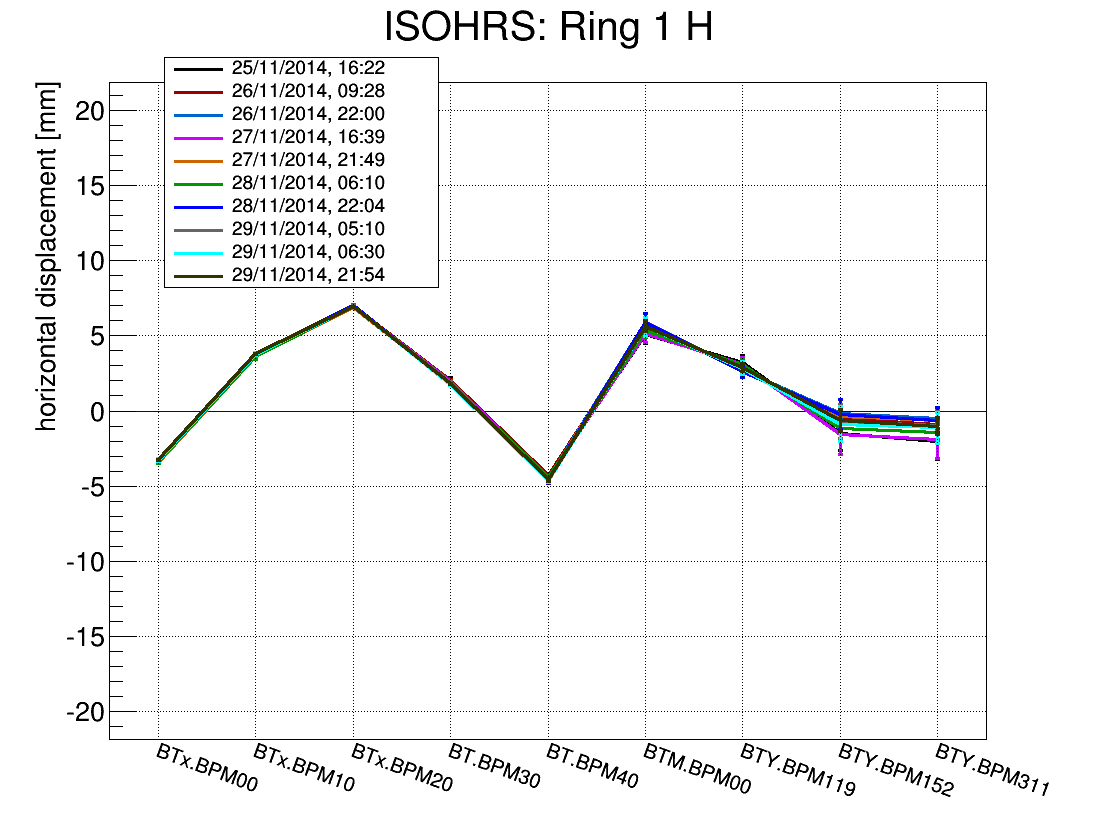 ISOHRS: Ring 1 H
horizontal displacement [mm]
25/11/2014, 16:22
26/11/2014, 09:28
26/11/2014, 22:00
27/11/2014, 16:39
27/11/2014, 21:49
28/11/2014, 06:10
28/11/2014, 22:04
29/11/2014, 05:10
29/11/2014, 06:30
29/11/2014, 21:54
20
15
10
5
0
-5
-10
-15
-20
BTx.BPM00
BTx.BPM10
BTx.BPM20
BT.BPM30
BT.BPM40
BTM.BPM00
BTY.BPM119
BTY.BPM152
BTY.BPM311